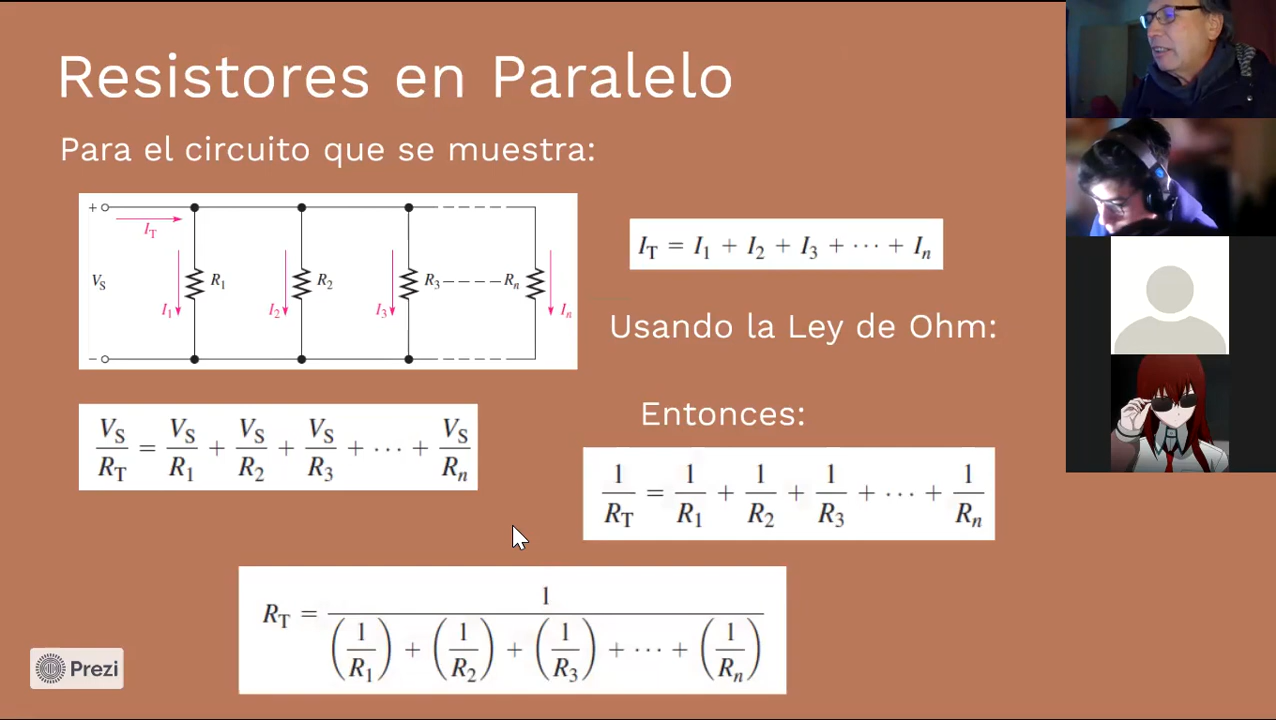 Resistores en Paralelo
Para el circuito que se muestra:
+ I_T
V_S I_1 R_1 I_2 R_2 I_3 R_3 R_n I_n
−
I_T = I_1 + I_2 + I_3 + ⋯ + I_n
Usando la Ley de Ohm:
V_S/R_T = V_S/R_1 + V_S/R_2 + V_S/R_3 + ⋯ + V_S/R_n
Entonces:
1/R_T = 1/R_1 + 1/R_2 + 1/R_3 + ⋯ + 1/R_n
R_T = 1/((1/R_1) + (1/R_2) + (1/R_3) + ⋯ + (1/R_n))
Prezi